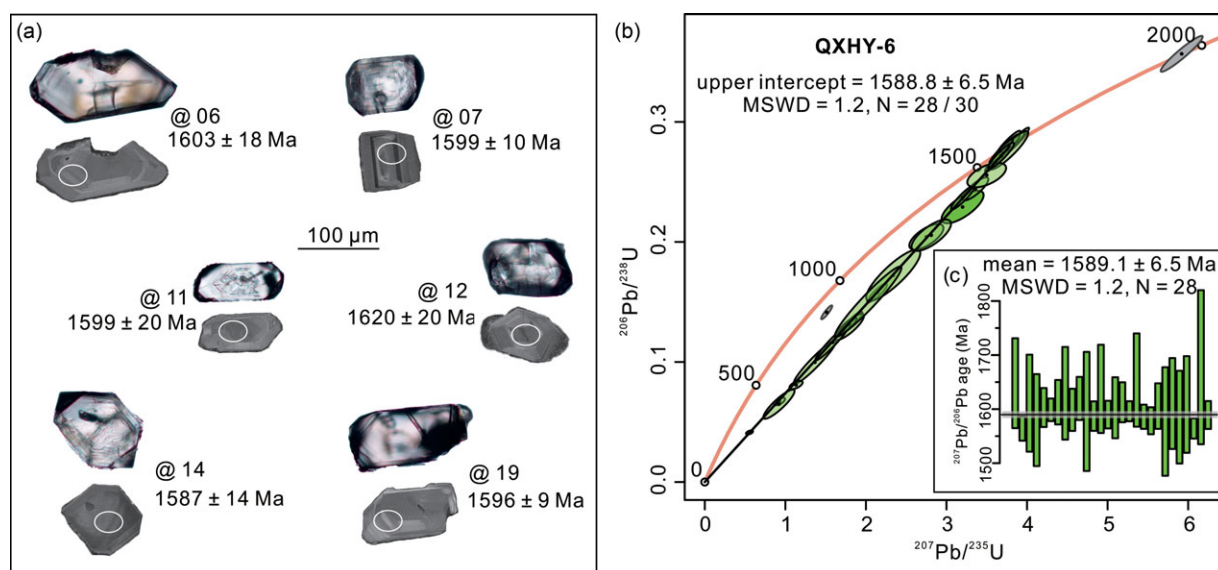 (a)
@ 06
1603 ± 18 Ma
@ 07
1599 ± 10 Ma
100 µm
@ 11
1599 ± 20 Ma
@ 12
1620 ± 20 Ma
@ 14
1587 ± 14 Ma
@ 19
1596 ± 9 Ma
(b)
QXHY-6
upper intercept = 1588.8 ± 6.5 Ma
MSWD = 1.2, N = 28 / 30
2000
1500
1000
500
0
0.3
0.2
0.1
0.0
²⁰⁶Pb/²³⁸U
0 1 2 3 4 5 6
²⁰⁷Pb/²³⁵U
(c)
mean = 1589.1 ± 6.5 Ma
MSWD = 1.2, N = 28
1800
1700
1600
1500
²⁰⁷Pb/²⁰⁶Pb age (Ma)